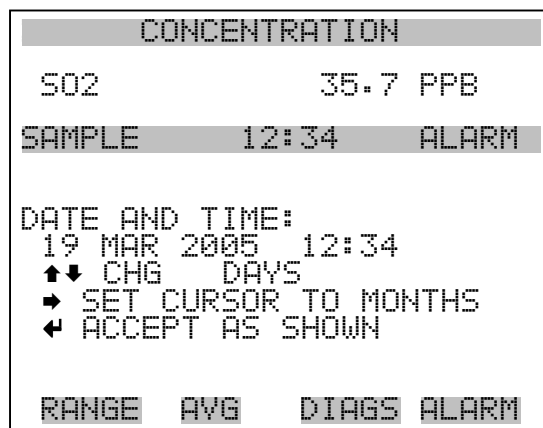 CONCENTRATION
SO2 35.7 PPB
SAMPLE 12:34 ALARM
DATE AND TIME:
19 MAR 2005 12:34
⬆⬇ CHG DAYS
➡ SET CURSOR TO MONTHS
↵ ACCEPT AS SHOWN
RANGE AVG DIAGS ALARM